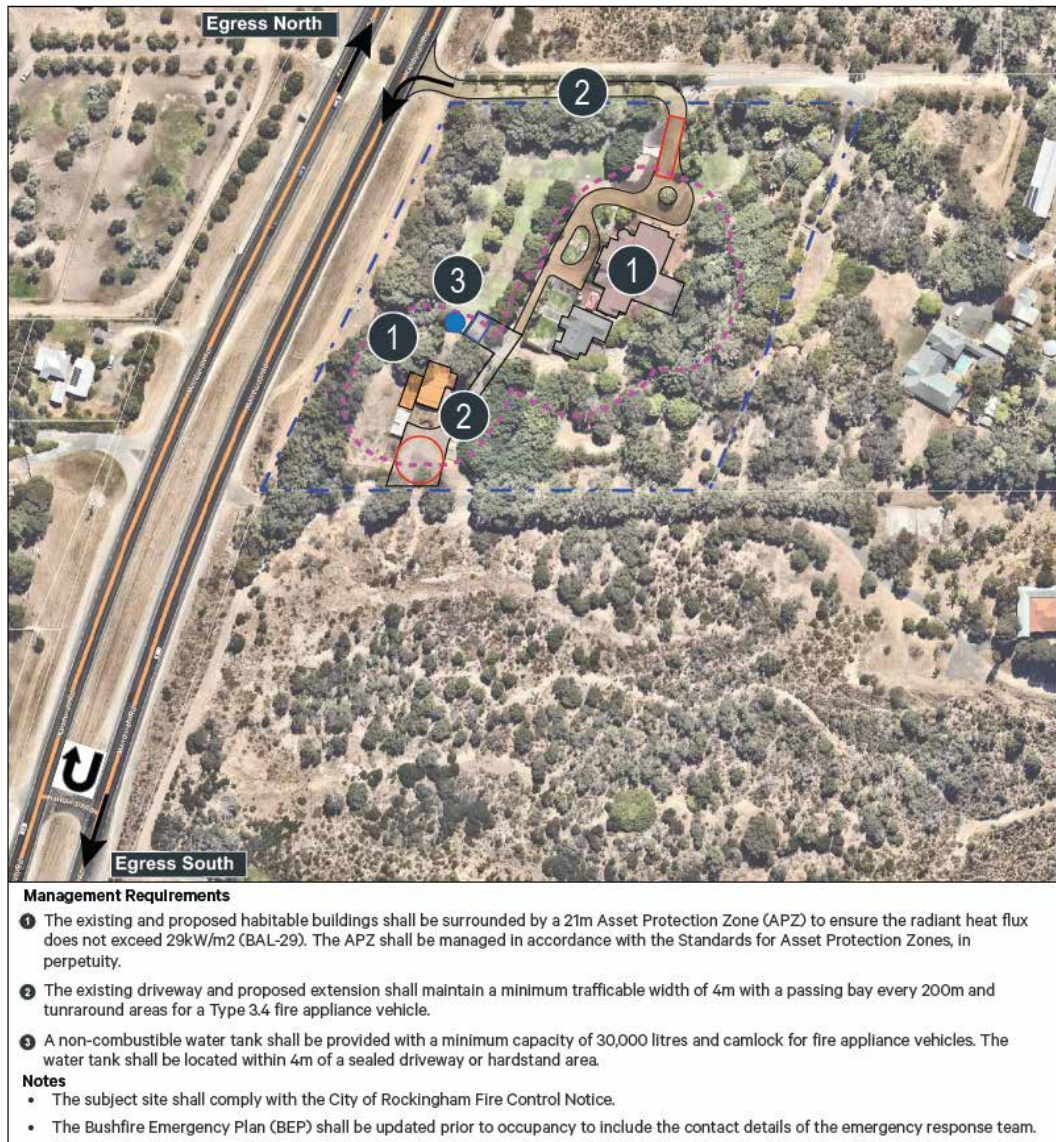 Egress North
2
3
1
1
2
Egress South
Management Requirements
1 The existing and proposed habitable buildings shall be surrounded by a 21m Asset Protection Zone (APZ) to ensure the radiant heat flux
does not exceed 29kW/m2 (BAL-29). The APZ shall be managed in accordance with the Standards for Asset Protection Zones, in
perpetuity.
2 The existing driveway and proposed extension shall maintain a minimum trafficable width of 4m with a passing bay every 200m and
tunraround areas for a Type 3.4 fire appliance vehicle.
3 A non-combustible water tank shall be provided with a minimum capacity of 30,000 litres and camlock for fire appliance vehicles. The
water tank shall be located within 4m of a sealed driveway or hardstand area.
Notes
• The subject site shall comply with the City of Rockingham Fire Control Notice.
• The Bushfire Emergency Plan (BEP) shall be updated prior to occupancy to include the contact details of the emergency response team.